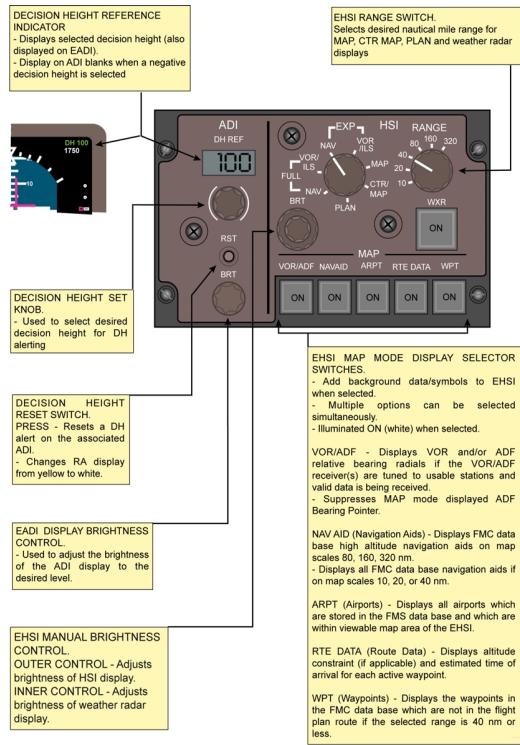 DECISION HEIGHT REFERENCE
INDICATOR
- Displays selected decision height (also
displayed on EADI).
- Display on ADI blanks when a negative
decision height is selected
EHSI RANGE SWITCH.
Selects desired nautical mile range for
MAP, CTR MAP, PLAN and weather radar
displays
DH 100
1750
10
ADI
DH REF
100
RST
BRT
EXP
HSI
RANGE
NAV
VOR
/ILS
VOR/
ILS
FULL
MAP
NAV
CTR/
MAP
PLAN
BRT
160
80
320
40
20
10
WXR
ON
MAP
VOR/ADF NAVAID ARPT RTE DATA WPT
ON ON ON ON ON
DECISION HEIGHT SET
KNOB.
- Used to select desired
decision height for DH
alerting
DECISION HEIGHT
RESET SWITCH.
PRESS - Resets a DH
alert on the associated
ADI.
- Changes RA display
from yellow to white.
EADI DISPLAY BRIGHTNESS
CONTROL.
- Used to adjust the brightness
of the ADI display to the
desired level.
EHSI MANUAL BRIGHTNESS
CONTROL.
OUTER CONTROL - Adjusts
brightness of HSI display.
INNER CONTROL - Adjusts
brightness of weather radar
display.
EHSI MAP MODE DISPLAY SELECTOR
SWITCHES.
- Add background data/symbols to EHSI
when selected.
- Multiple options can be selected
simultaneously.
- Illuminated ON (white) when selected.
VOR/ADF - Displays VOR and/or ADF
relative bearing radials if the VOR/ADF
receiver(s) are tuned to usable stations and
valid data is being received.
- Suppresses MAP mode displayed ADF
Bearing Pointer.
NAV AID (Navigation Aids) - Displays FMC data
base high altitude navigation aids on map
scales 80, 160, 320 nm.
- Displays all FMC data base navigation aids if
on map scales 10, 20, or 40 nm.
ARPT (Airports) - Displays all airports which
are stored in the FMS data base and which are
within viewable map area of the EHSI.
RTE DATA (Route Data) - Displays altitude
constraint (if applicable) and estimated time of
arrival for each active waypoint.
WPT (Waypoints) - Displays the waypoints in
the FMC data base which are not in the flight
plan route if the selected range is 40 nm or
less.